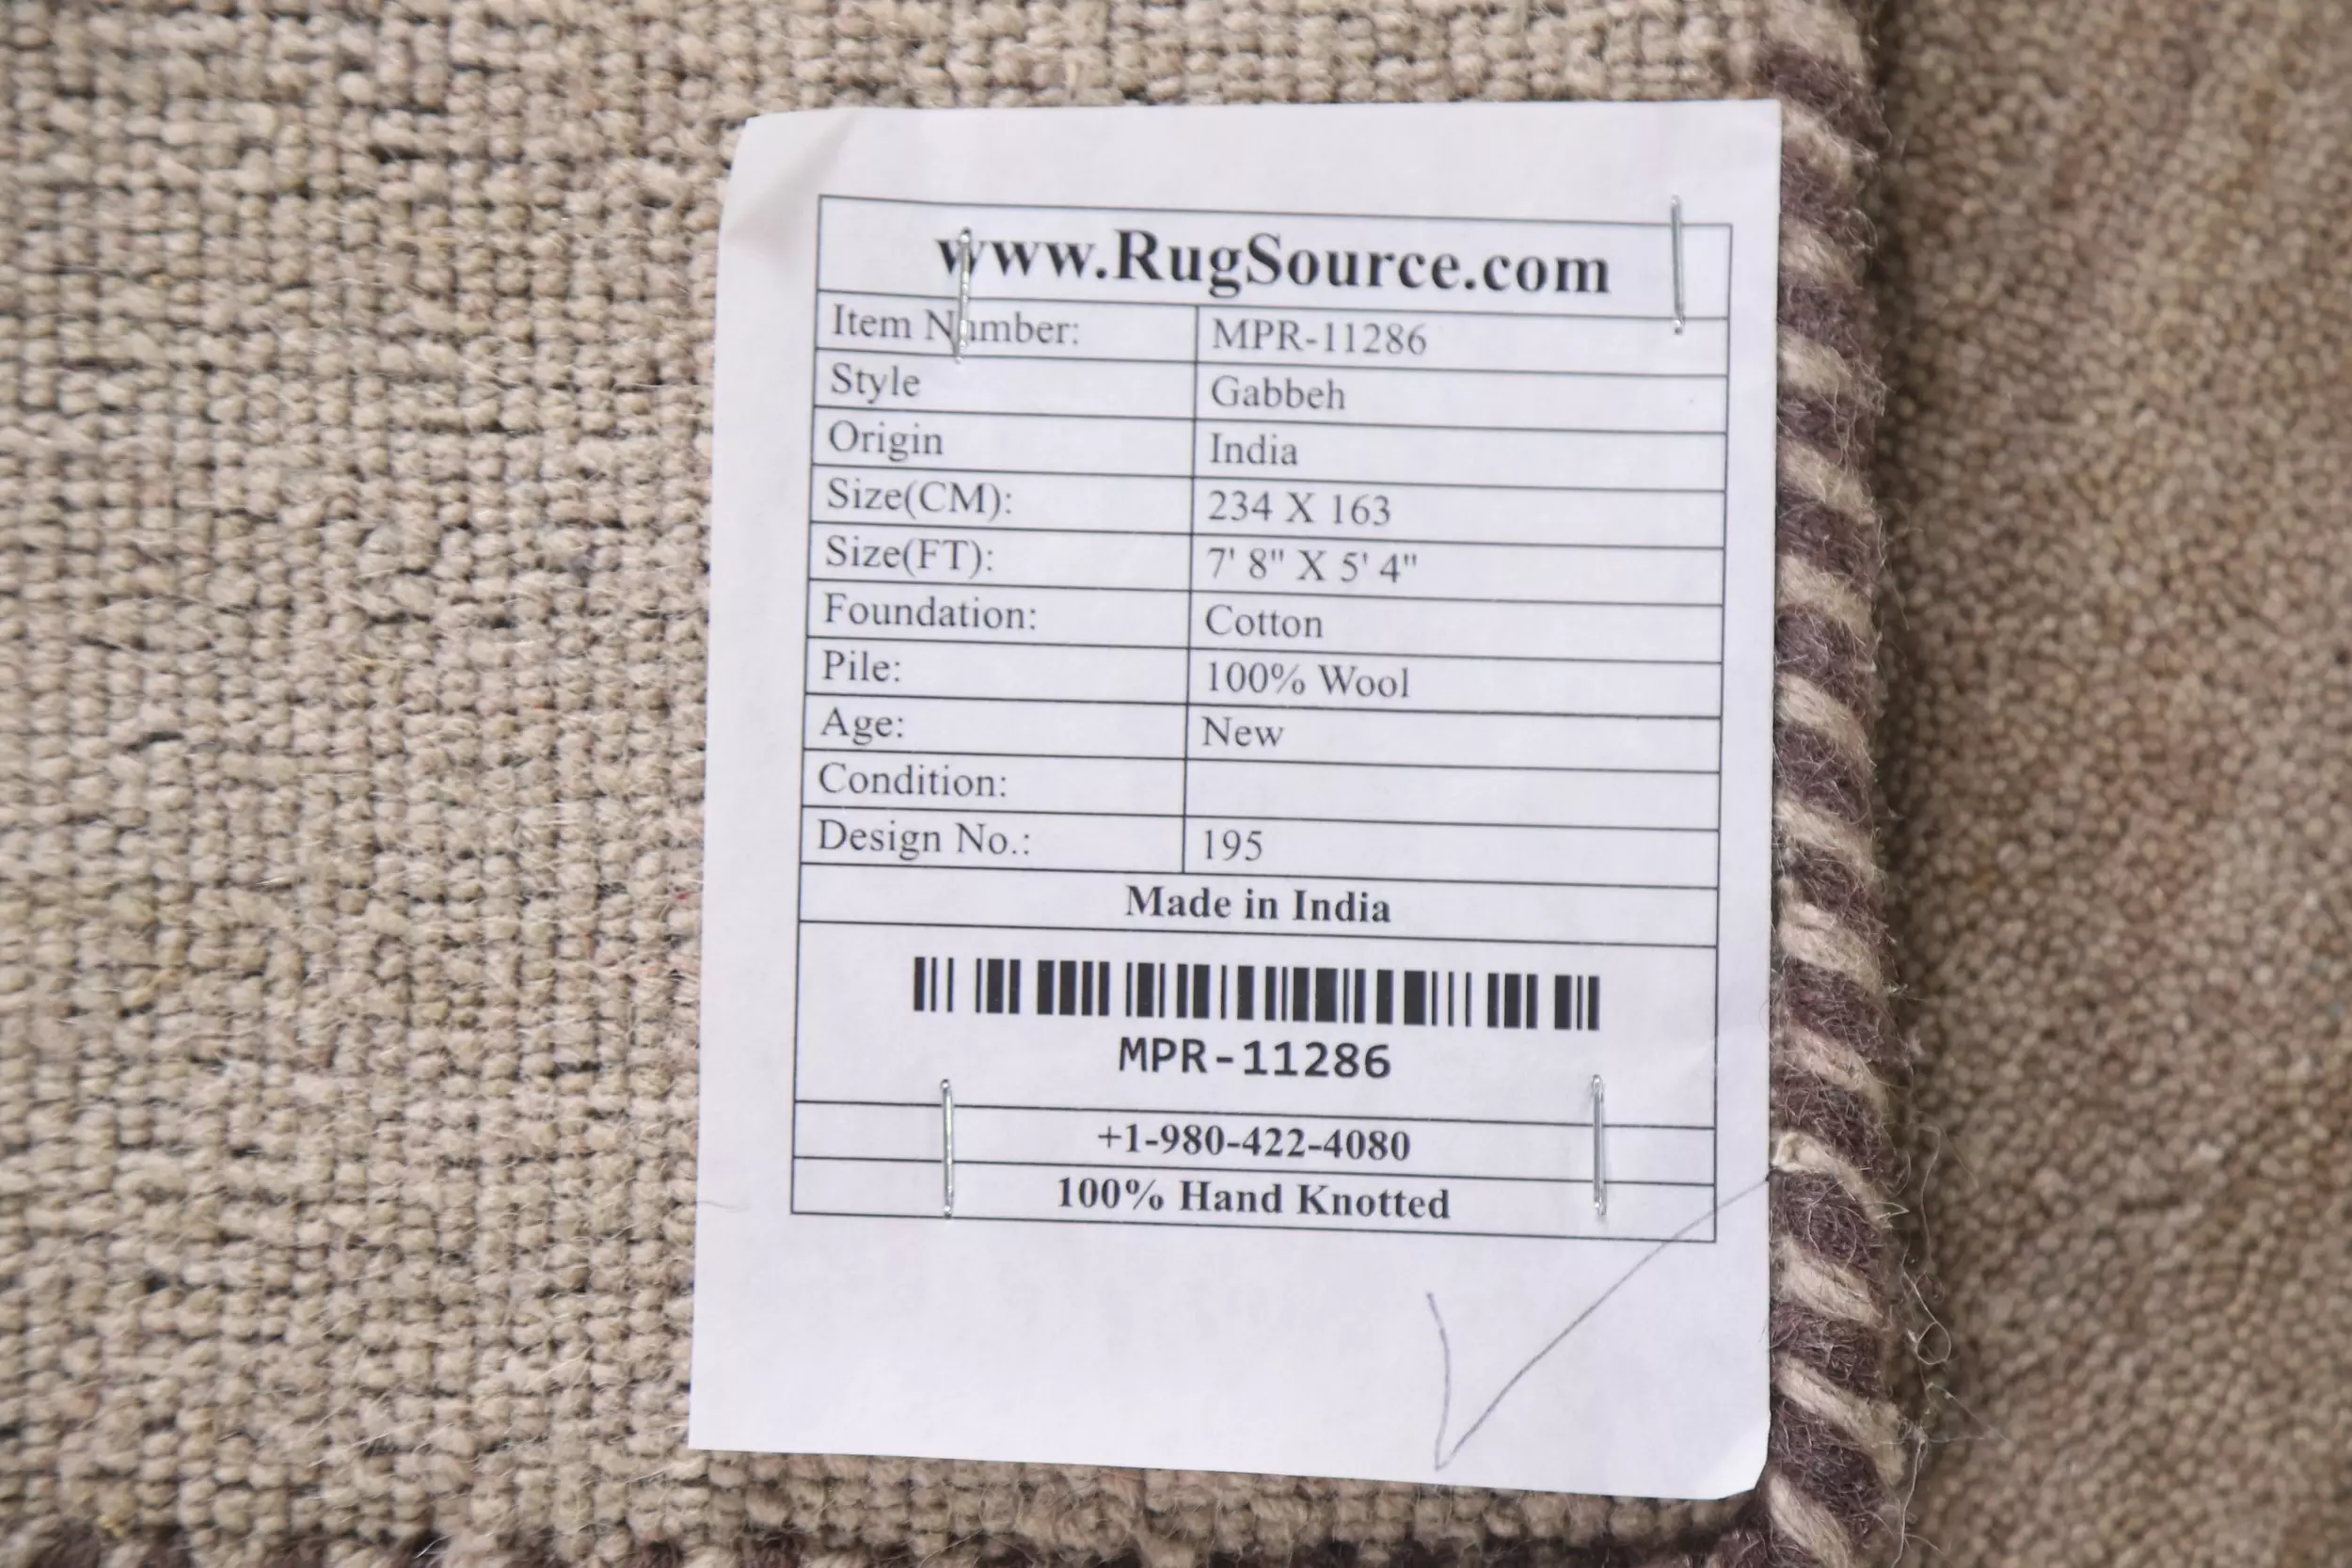 www.RugSource.com
Item Number: MPR-11286
Style Gabbeh
Origin India
Size(CM): 234 X 163
Size(FT): 7' 8" X 5' 4"
Foundation: Cotton
Pile: 100% Wool
Age: New
Condition:
Design No.: 195
Made in India
MPR-11286
+1-980-422-4080
100% Hand Knotted